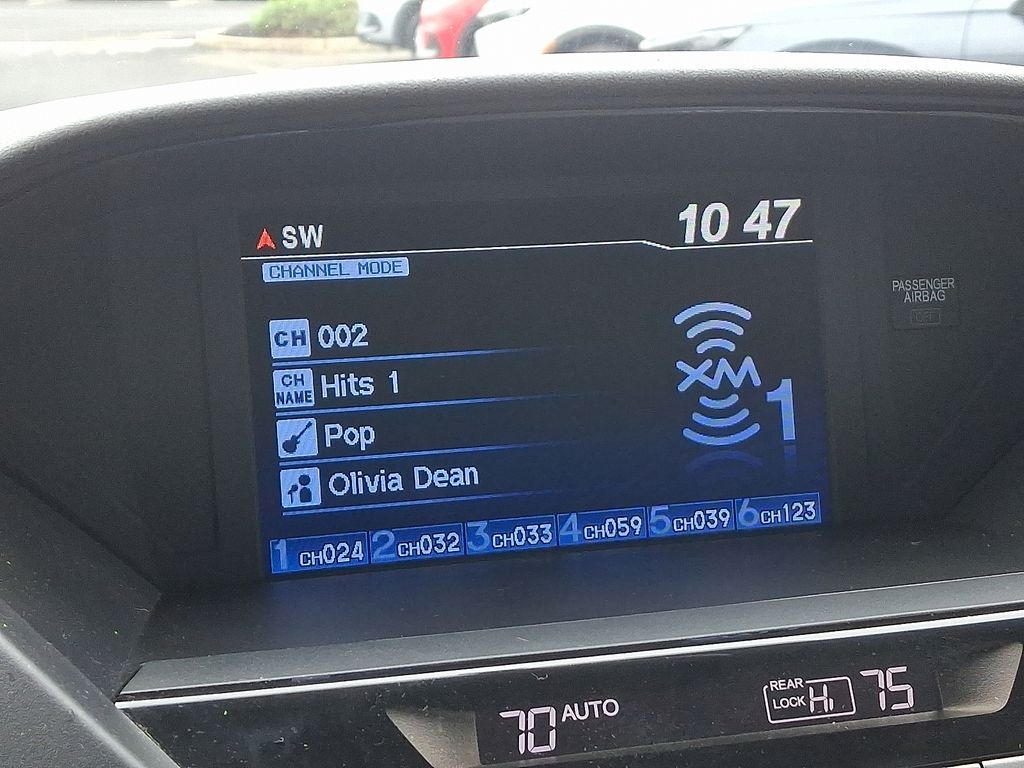 SW
10 47
CHANNEL MODE
PASSENGER
AIRBAG
OFF
CH 002
CH
NAME
Hits 1
XM
1
Pop
Olivia Dean
1 CH024 2 CH032 3 CH033 4 CH059 5 CH039 6 CH123
70 AUTO
REAR
LOCK Hi 75